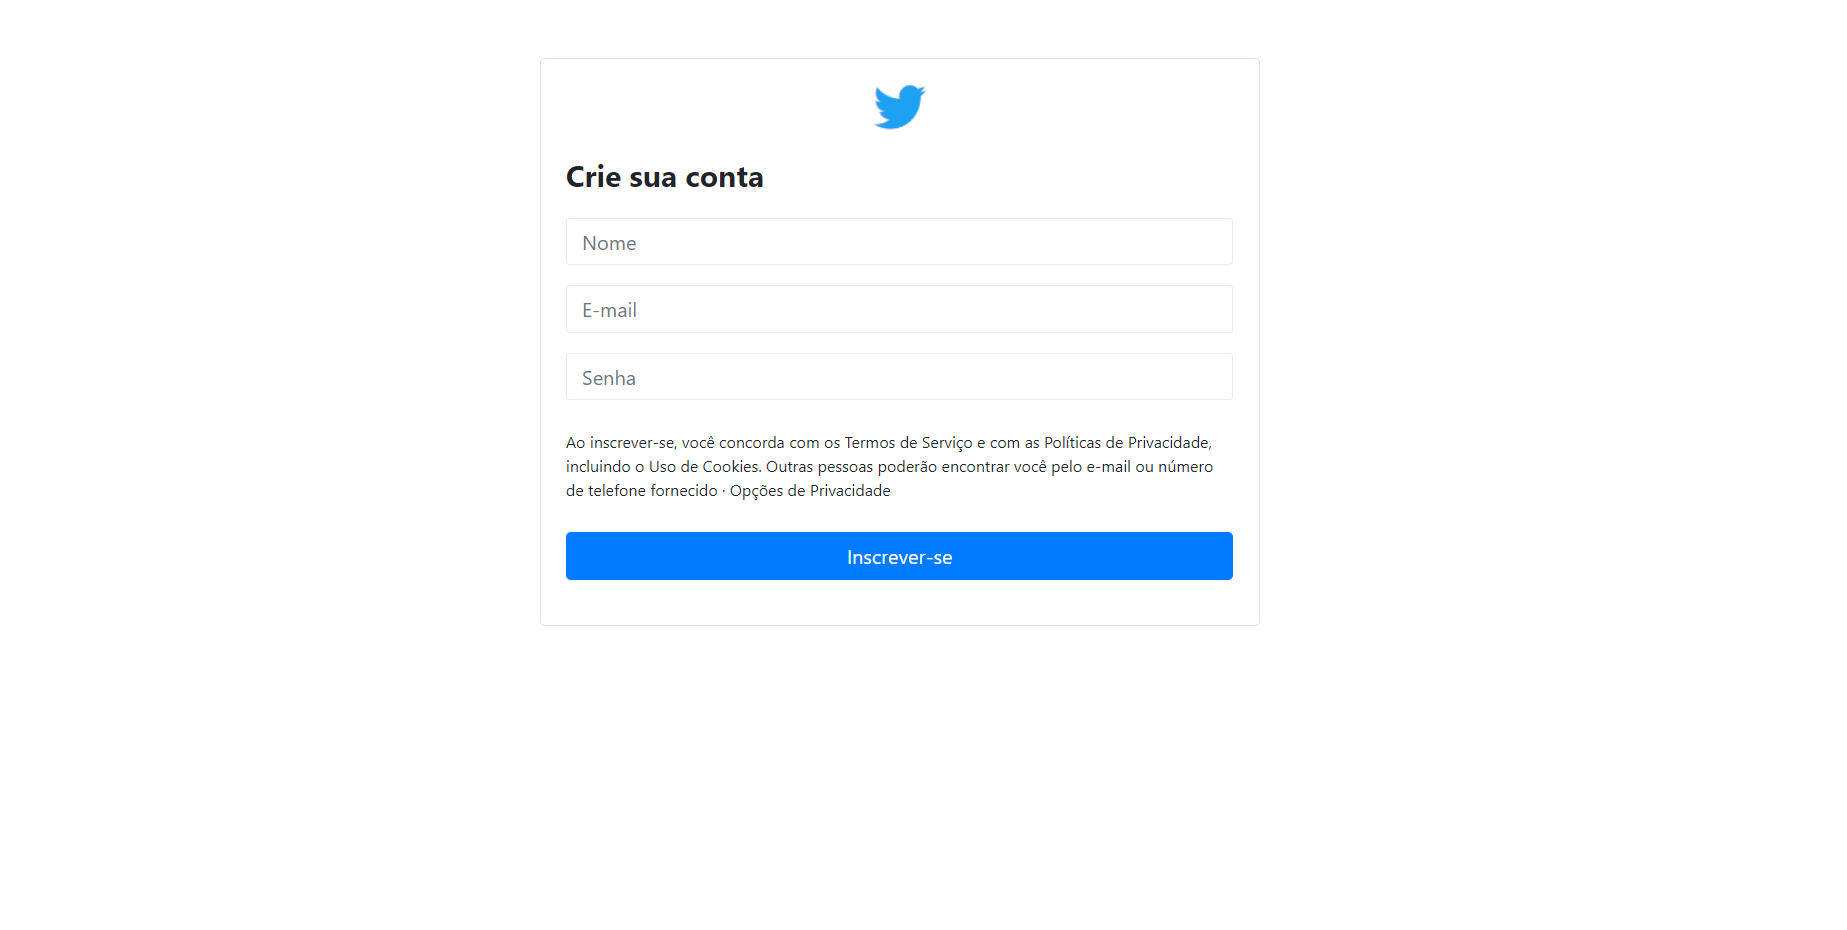 Crie sua conta
Nome
E-mail
Senha
Ao inscrever-se, você concorda com os Termos de Serviço e com as Políticas de Privacidade,
incluindo o Uso de Cookies. Outras pessoas poderão encontrar você pelo e-mail ou número
de telefone fornecido · Opções de Privacidade
Inscrever-se